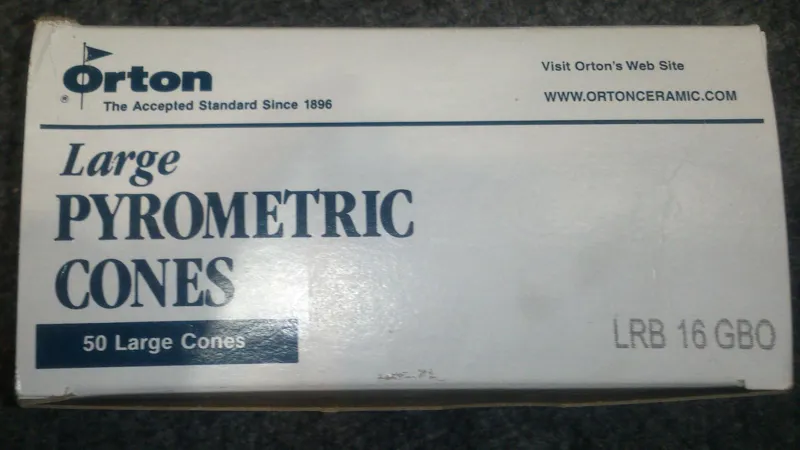 Orton
®
The Accepted Standard Since 1896
Visit Orton's Web Site
WWW.ORTONCERAMIC.COM
Large
PYROMETRIC
CONES
50 Large Cones
LRB 16 GBO